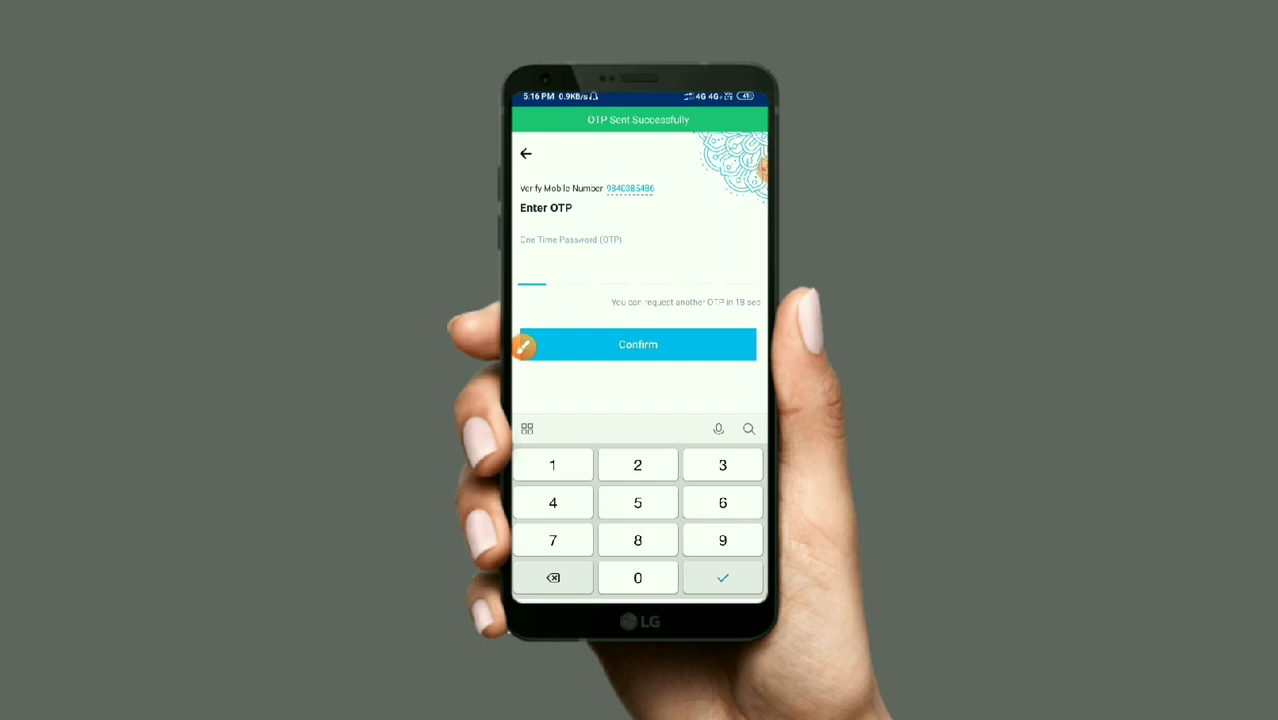 5.16 PM 0.9KB/s 4G 4G 41
OTP Sent Successfully
Verify Mobile Number 9840385486
Enter OTP
One Time Password (OTP)
You can request another OTP in 18 sec
Confirm
1 2 3
4 5 6
7 8 9
0
LG